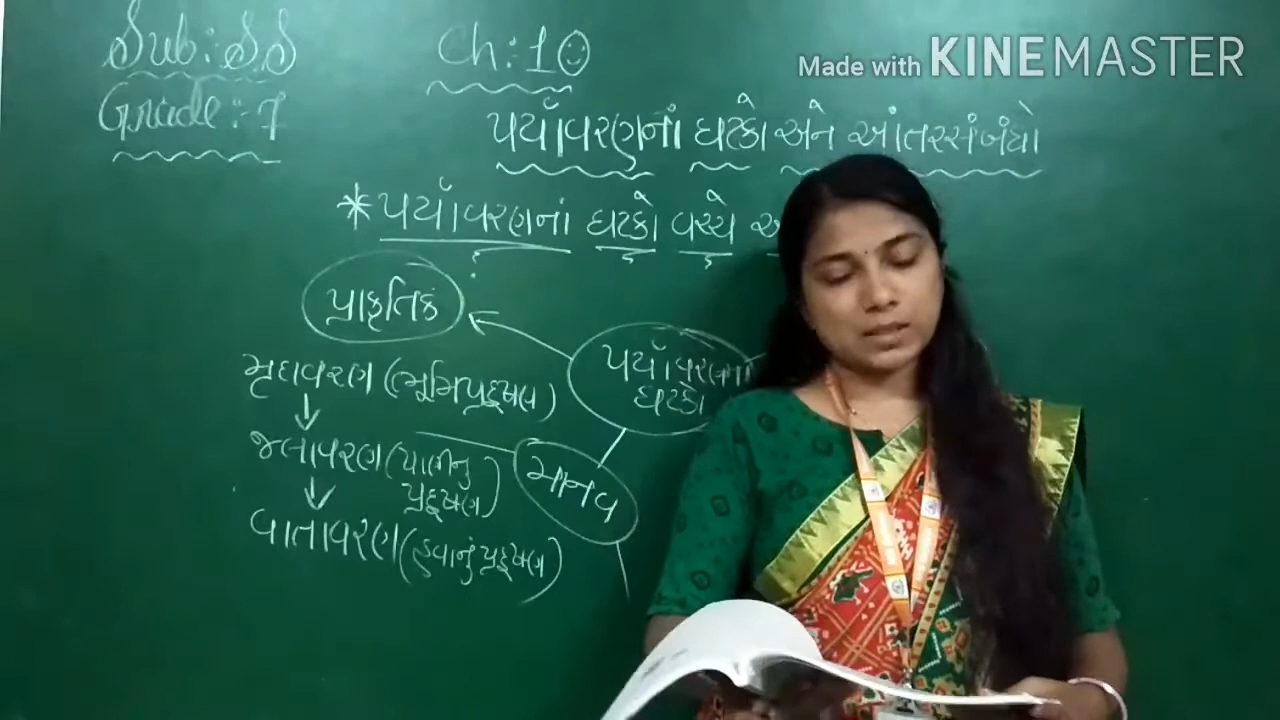 Sub: S.S
Ch: 10
Made with KINEMASTER
Grade:- 7
પર્યાવરણનાં ઘટકો અને આંતરસંબંધો
*પર્યાવરણનાં ઘટકો વચ્ચે
પ્રાકૃતિક
પર્યાવરણનાં
ઘટકો
મૃદાવરણ (ભૂમિપ્રદૂષણ)
જલાવરણ (પાણીનુ
પ્રદૂષણ)
માનવ
વાતાવરણ (હવાનું પ્રદૂષણ)